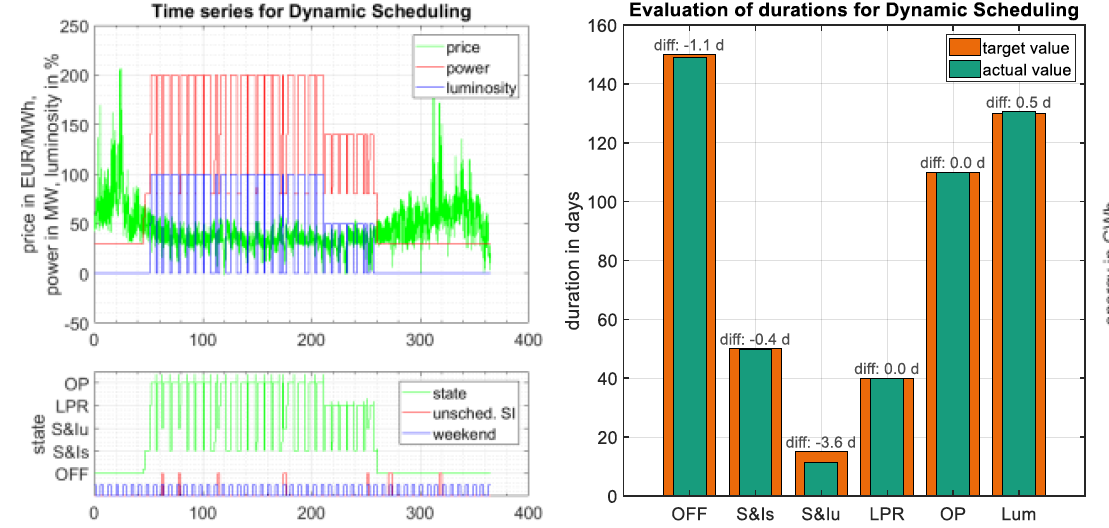 Time series for Dynamic Scheduling
price in EUR/MWh,
power in MW, luminosity in %
250
200
150
100
50
0
-50
price
power
luminosity
0 100 200 300 400
state
OP
LPR
S&Iu
S&Is
OFF
state
unsched. SI
weekend
0 100 200 300 400
Evaluation of durations for Dynamic Scheduling
duration in days
160
140
120
100
80
60
40
20
0
target value
actual value
diff: -1.1 d
diff: -0.4 d
diff: -3.6 d
diff: 0.0 d
diff: 0.0 d
diff: 0.5 d
OFF S&Is S&Iu LPR OP Lum